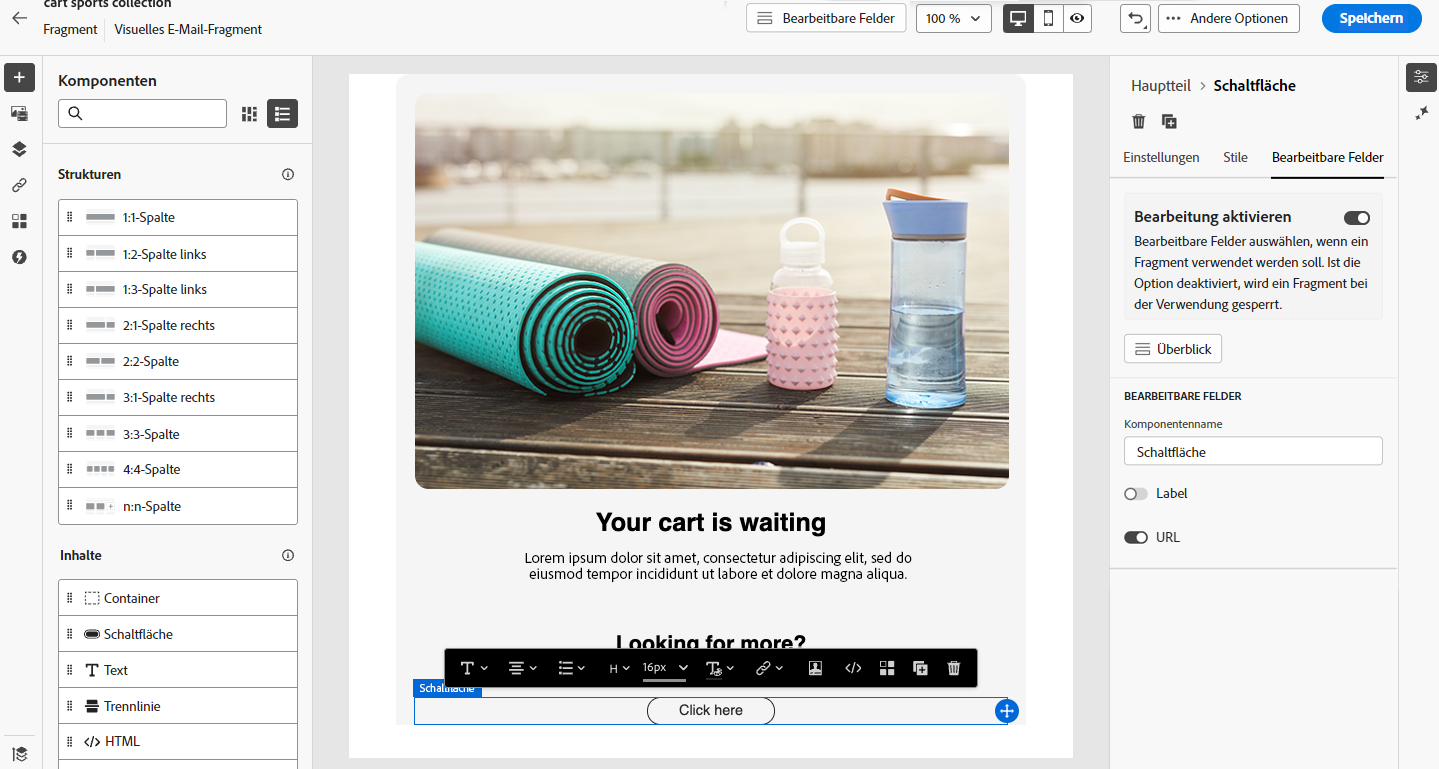 cart sports collection
Fragment
Visuelles E-Mail-Fragment
Bearbeitbare Felder
100 %
Andere Optionen
Speichern
Komponenten
Strukturen
1:1-Spalte
1:2-Spalte links
1:3-Spalte links
2:1-Spalte rechts
2:2-Spalte
3:1-Spalte rechts
3:3-Spalte
4:4-Spalte
n:n-Spalte
Inhalte
Container
Schaltfläche
Text
Trennlinie
HTML
Your cart is waiting
Lorem ipsum dolor sit amet, consectetur adipiscing elit, sed do
eiusmod tempor incididunt ut labore et dolore magna aliqua.
Looking for more?
H
16px
Schaltfläche
Click here
Hauptteil > Schaltfläche
Einstellungen
Stile
Bearbeitbare Felder
Bearbeitung aktivieren
Bearbeitbare Felder auswählen, wenn ein
Fragment verwendet werden soll. Ist die
Option deaktiviert, wird ein Fragment bei
der Verwendung gesperrt.
Überblick
BEARBEITBARE FELDER
Komponentenname
Schaltfläche
Label
URL